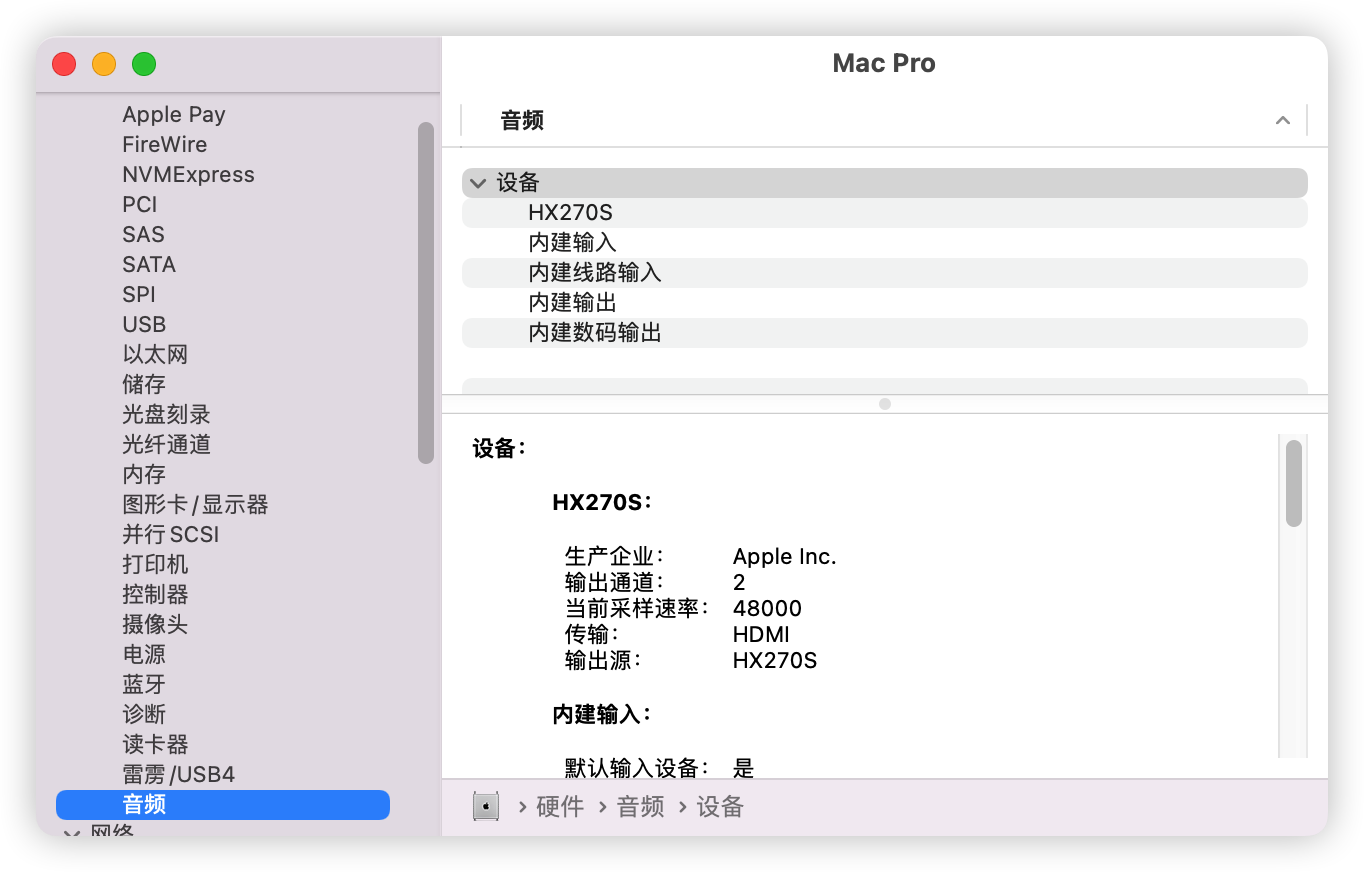 Apple Pay
FireWire
NVMExpress
PCI
SAS
SATA
SPI
USB
以太网
储存
光盘刻录
光纤通道
内存
图形卡/显示器
并行SCSI
打印机
控制器
摄像头
电源
蓝牙
诊断
读卡器
雷雳/USB4
音频
网络
Mac Pro
音频
设备
HX270S
内建输入
内建线路输入
内建输出
内建数码输出
设备：
HX270S：
生产企业： Apple Inc.
输出通道： 2
当前采样速率： 48000
传输： HDMI
输出源： HX270S
内建输入：
默认输入设备： 是
硬件 › 音频 › 设备